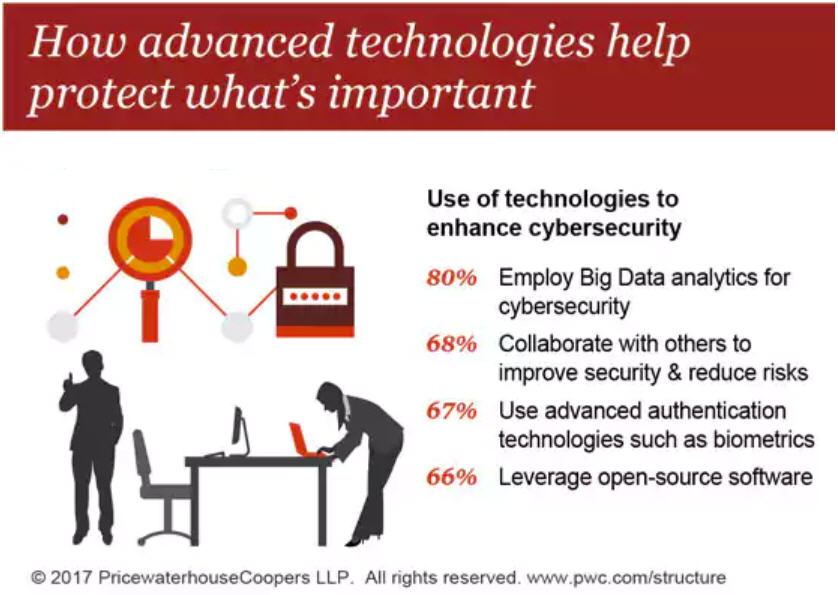 How advanced technologies help
protect what's important
Use of technologies to
enhance cybersecurity
80% Employ Big Data analytics for
cybersecurity
68% Collaborate with others to
improve security & reduce risks
67% Use advanced authentication
technologies such as biometrics
66% Leverage open-source software
© 2017 PricewaterhouseCoopers LLP. All rights reserved. www.pwc.com/structure